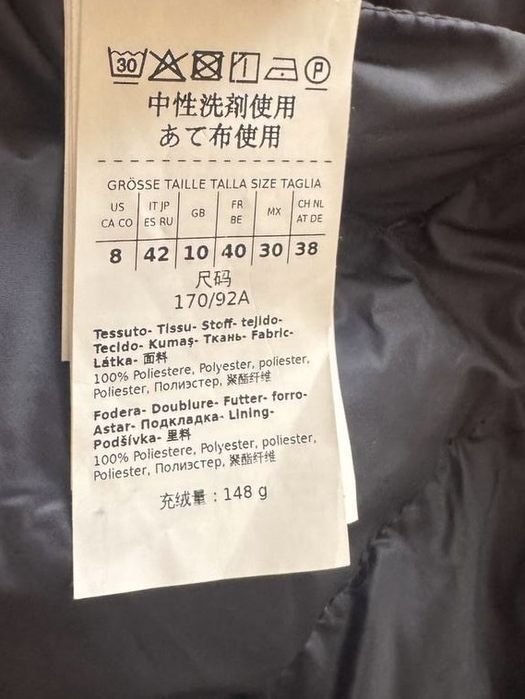 30 P
中性洗剤使用
あて布使用
GRÖSSE TAILLE TALLA SIZE TAGLIA
US CA CO | IT JP ES RU | GB | FR BE | MX | CH NL AT DE
8 | 42 | 10 | 40 | 30 | 38
尺码
170/92A
Tessuto- Tissu- Stoff- tejido-
Tecido- Kumaş- Ткань- Fabric-
Látka- 面料
100% Poliestere, Polyester, poliester,
Poliester, Полиэстер, 聚酯纤维
Fodera- Doublure- Futter- forro-
Astar- Подкладка- Lining-
Podšívka- 里料
100% Poliestere, Polyester, poliester,
Poliester, Полиэстер, 聚酯纤维
充绒量：148 g